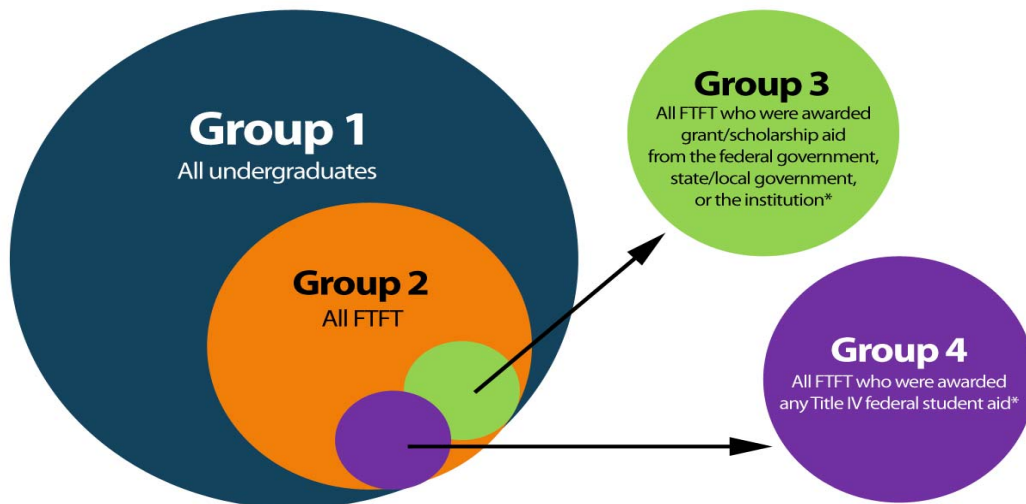 Group 1
All undergraduates
Group 2
All FTFT
Group 3
All FTFT who were awarded
grant/scholarship aid
from the federal government,
state/local government,
or the institution*
Group 4
All FTFT who were awarded
any Title IV federal student aid*